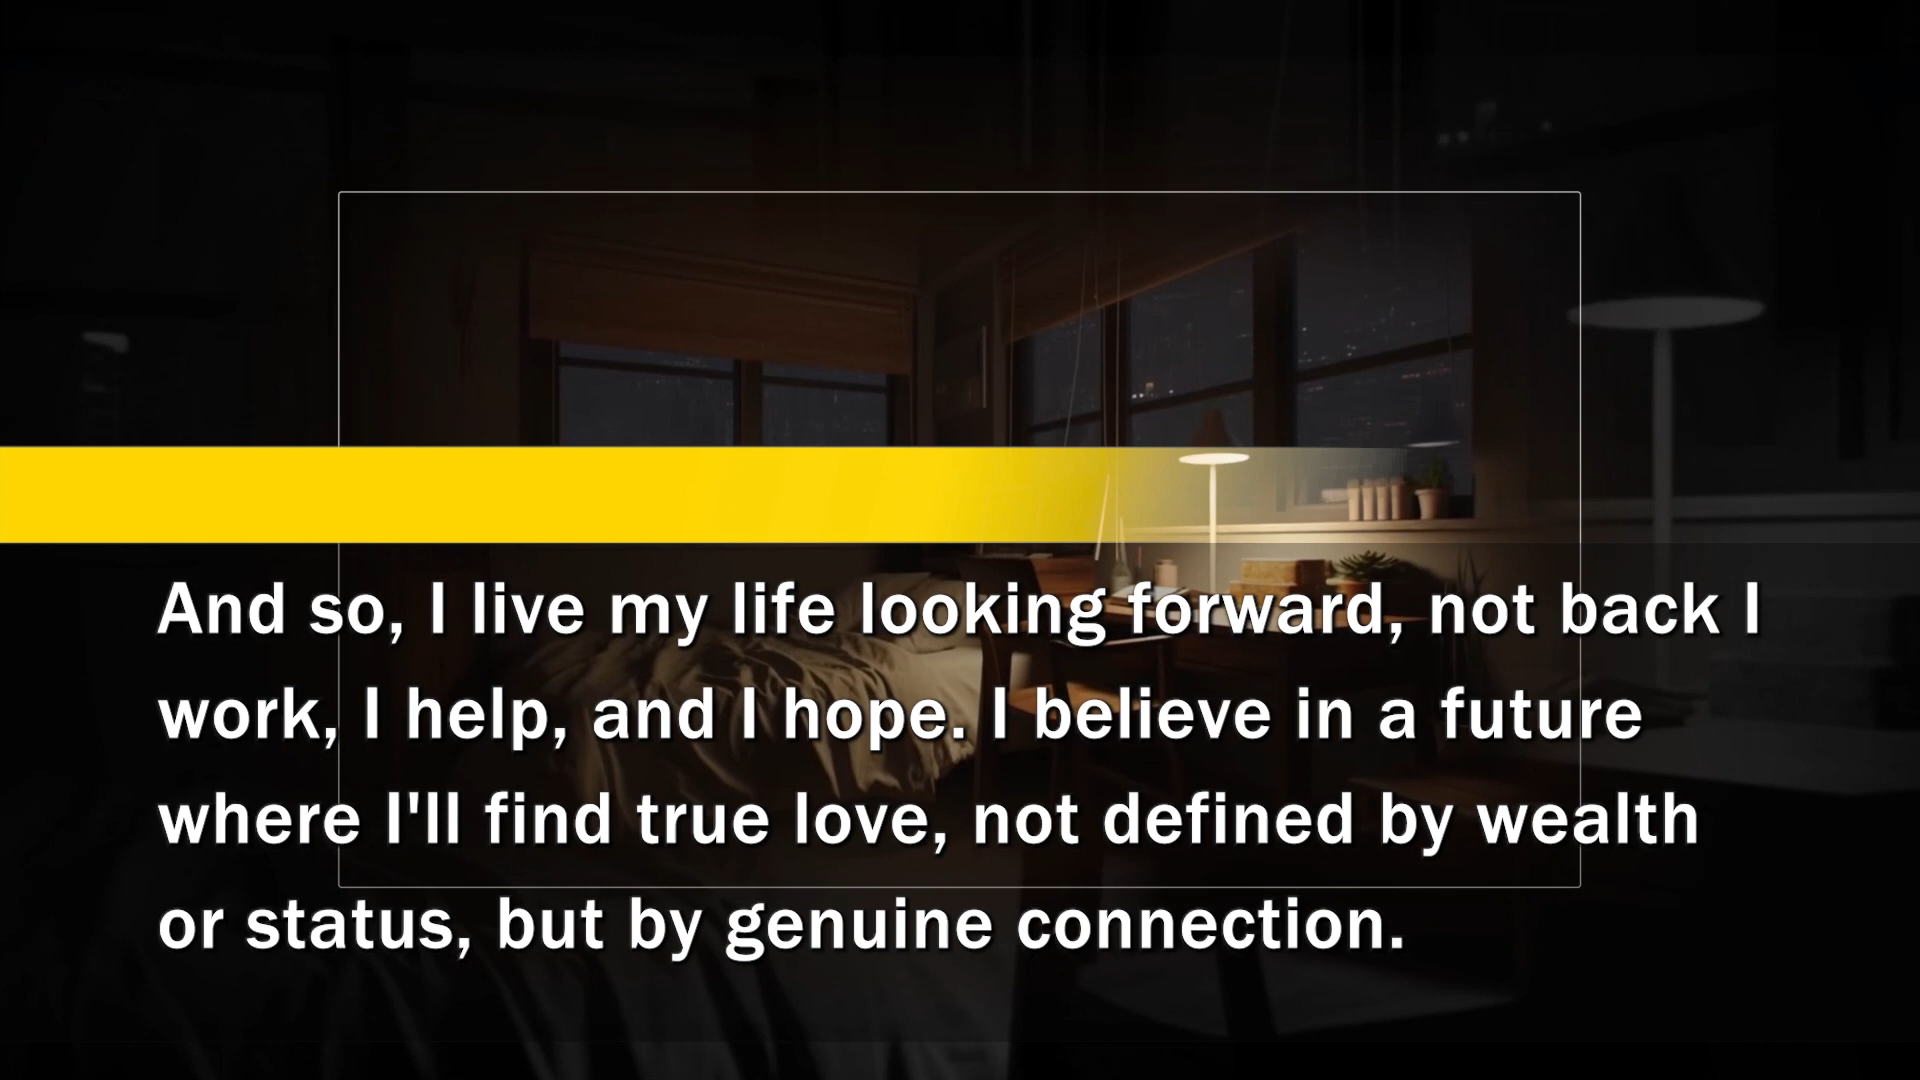 And so, I live my life looking forward, not back I
work, I help, and I hope. I believe in a future
where I'll find true love, not defined by wealth
or status, but by genuine connection.